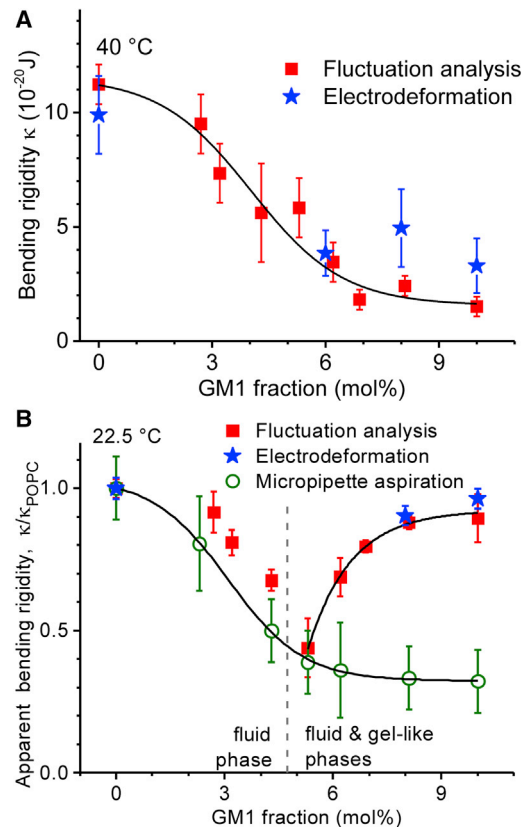 A
40 °C
Fluctuation analysis
Electrodeformation
Bending rigidity κ (10⁻²⁰J)
10
5
0
0 3 6 9
GM1 fraction (mol%)
B
22.5 °C
Fluctuation analysis
Electrodeformation
Micropipette aspiration
Apparent bending rigidity, κ/κPOPC
1.0
0.5
0.0
fluid
phase
fluid & gel-like
phases
0 3 6 9
GM1 fraction (mol%)